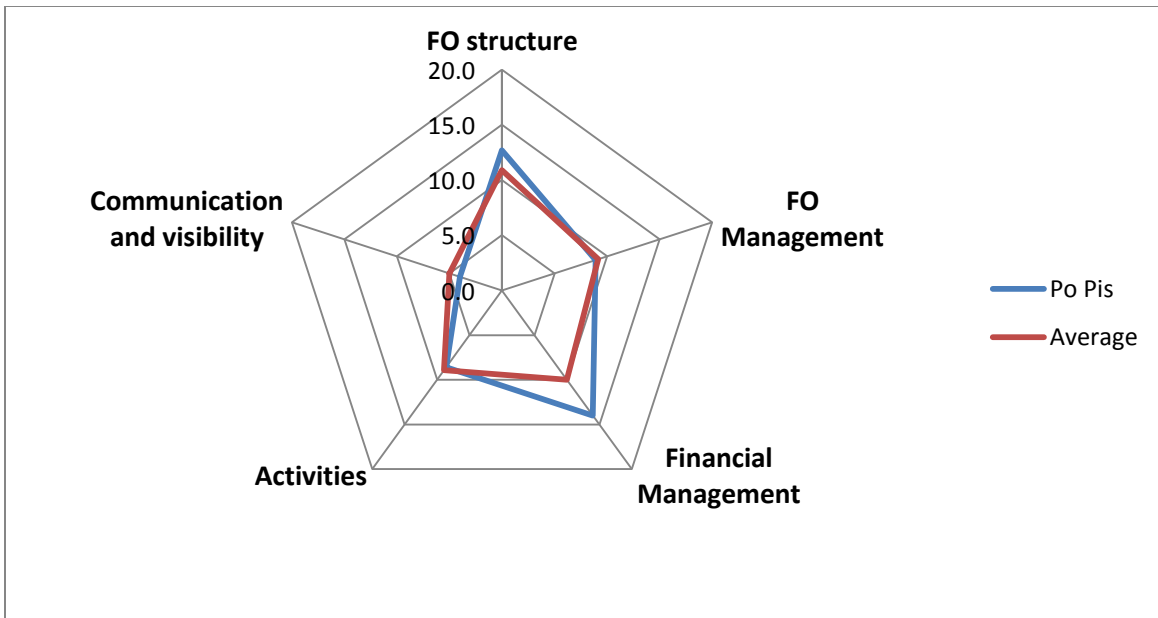 FO structure
20.0
15.0
10.0
5.0
0.0
Communication
and visibility
FO
Management
Po Pis
Average
Financial
Management
Activities